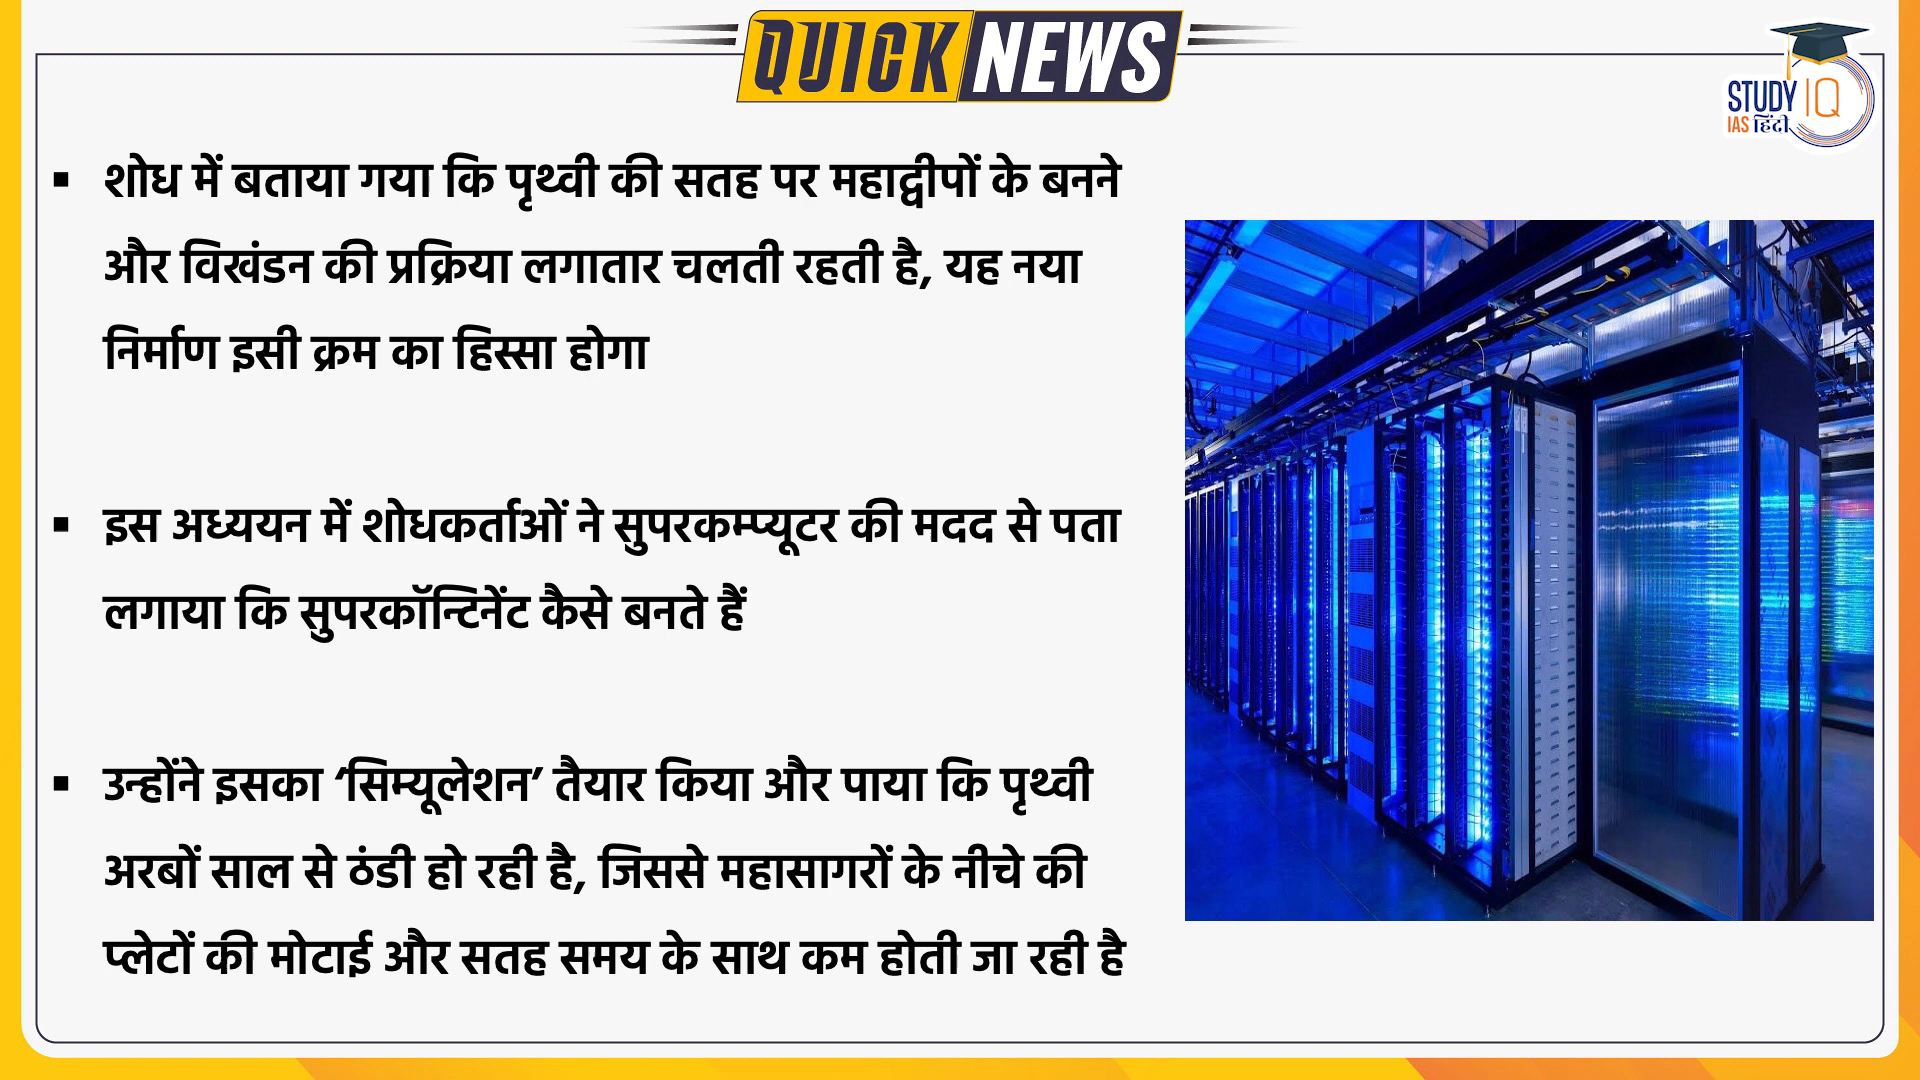 QUICK NEWS
STUDY IQ
IAS हिंदी
▪ शोध में बताया गया कि पृथ्वी की सतह पर महाद्वीपों के बनने
और विखंडन की प्रक्रिया लगातार चलती रहती है, यह नया
निर्माण इसी क्रम का हिस्सा होगा
▪ इस अध्ययन में शोधकर्ताओं ने सुपरकम्प्यूटर की मदद से पता
लगाया कि सुपरकॉन्टिनेंट कैसे बनते हैं
▪ उन्होंने इसका ‘सिम्यूलेशन’ तैयार किया और पाया कि पृथ्वी
अरबों साल से ठंडी हो रही है, जिससे महासागरों के नीचे की
प्लेटों की मोटाई और सतह समय के साथ कम होती जा रही है